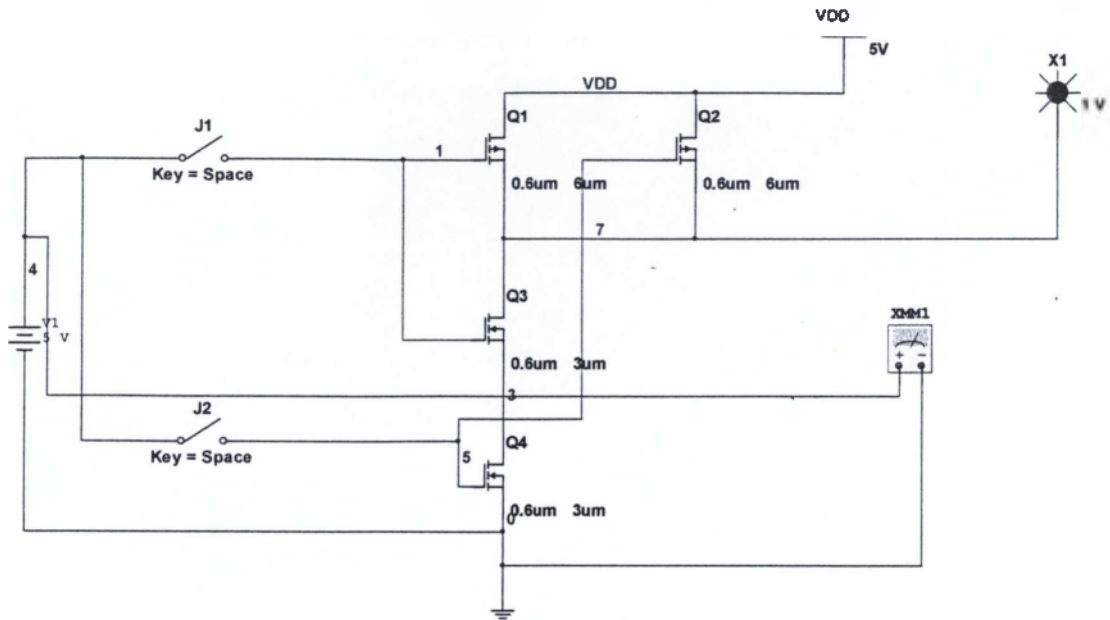 VDD
5V
X1
VDD
Q1
Q2
J1
1
Key = Space
0.6um 6um
0.6um 6um
7
4
Q3
XMM1
V1
5 V
0.6um 3um
3
J2
Q4
5
Key = Space
0.6um 3um
0